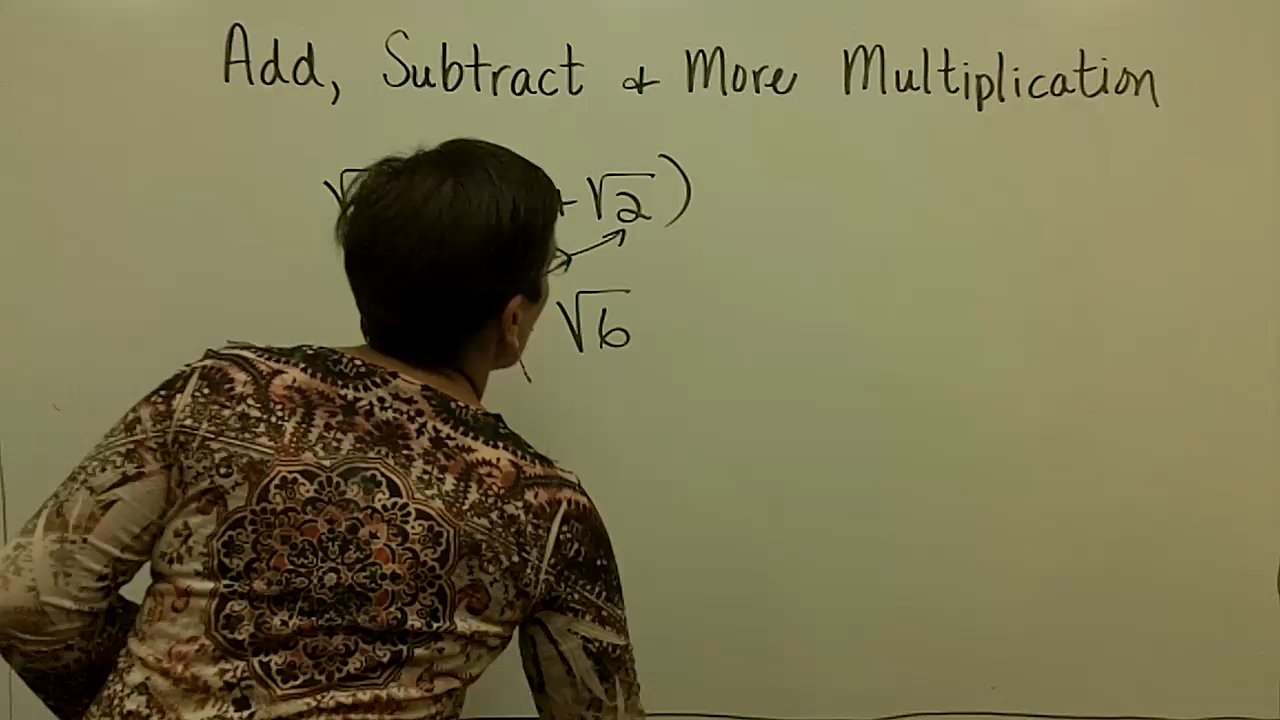 Add, Subtract & More Multiplication
√ + √2)
√6